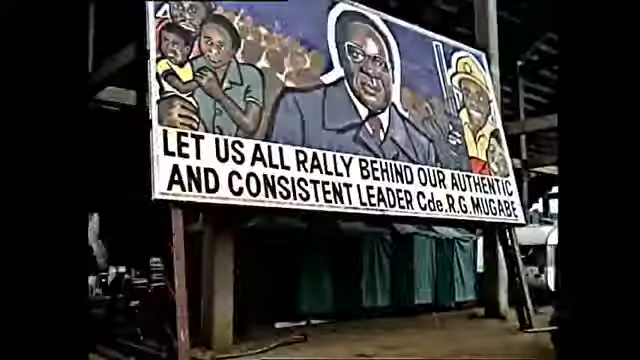 LET US ALL RALLY BEHIND OUR AUTHENTIC
AND CONSISTENT LEADER Cde.R.G.MUGABE